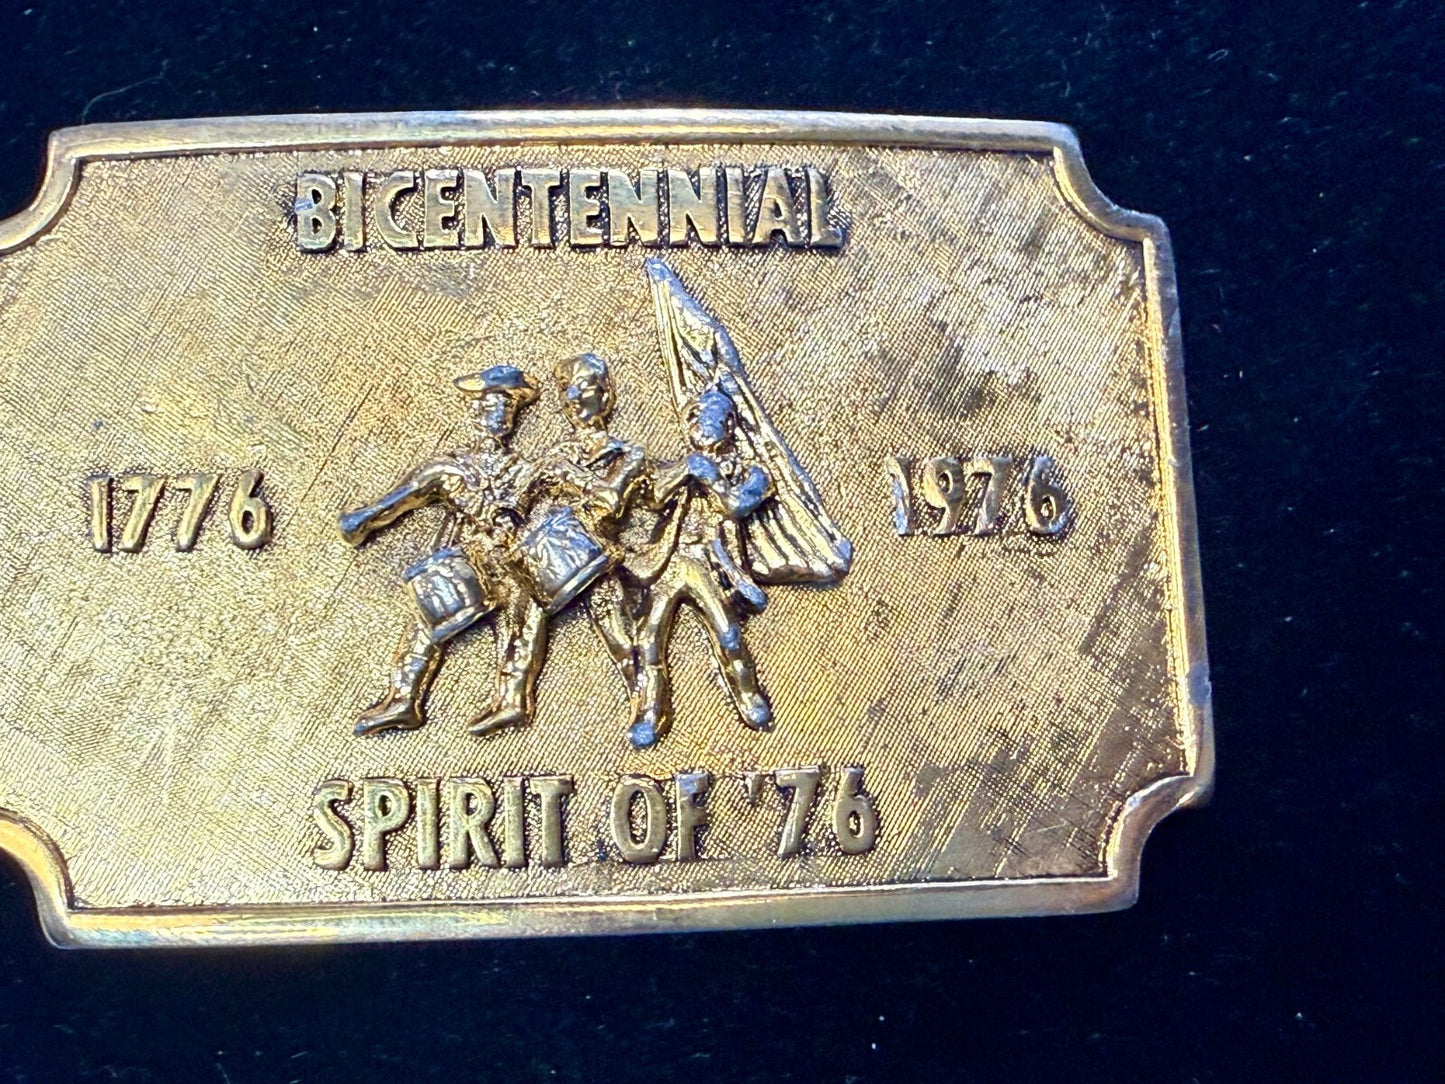 BICENTENNIAL
1776 1976
SPIRIT OF '76